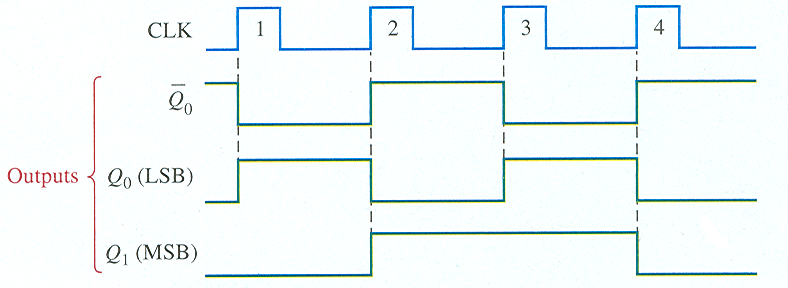 CLK 1 2 3 4
Q̅0
Outputs Q0 (LSB)
Q1 (MSB)